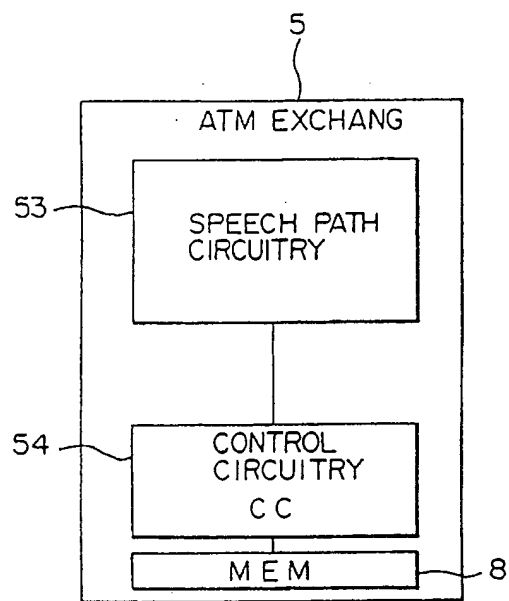 5
ATM EXCHANG
53
SPEECH PATH
CIRCUITRY
54
CONTROL
CIRCUITRY
CC
MEM
8